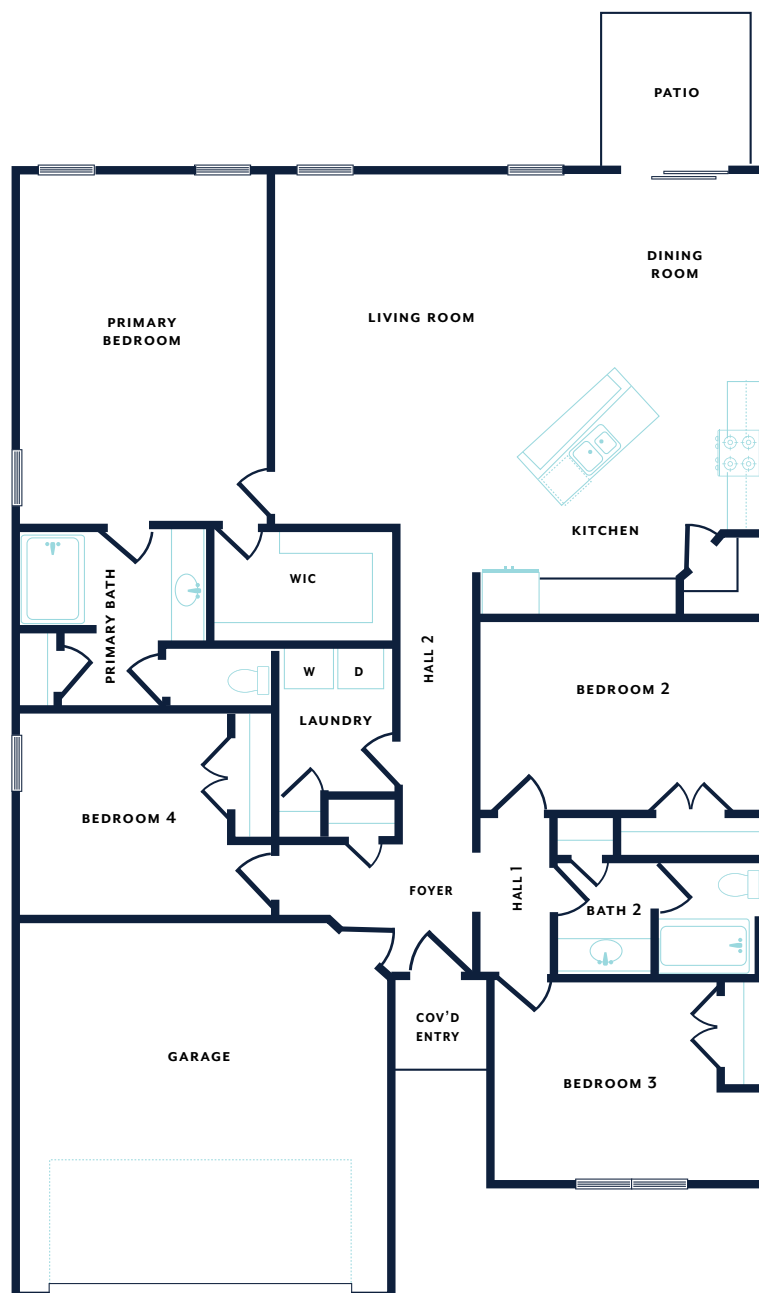 PATIO
DINING
ROOM
LIVING ROOM
PRIMARY
BEDROOM
KITCHEN
WIC
PRIMARY BATH
HALL 2
W
D
BEDROOM 2
LAUNDRY
BEDROOM 4
FOYER
HALL 1
BATH 2
COV'D
ENTRY
GARAGE
BEDROOM 3